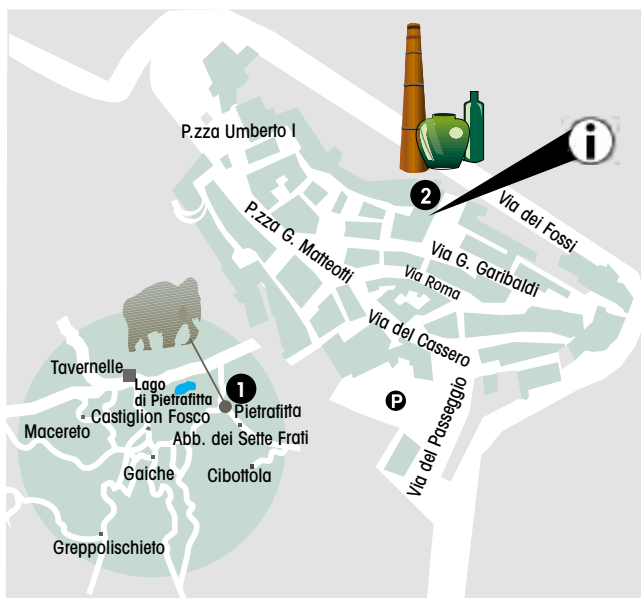 P.zza Umberto I
i
2
Via dei Fossi
P.zza G. Matteotti
Via G. Garibaldi
Via Roma
Via del Cassero
P
Via del Passeggio
Tavernelle
Lago
di Pietrafitta
1
Pietrafitta
Castiglion Fosco
Macereto
Abb. dei Sette Frati
Gaiche
Cibottola
Greppolischieto